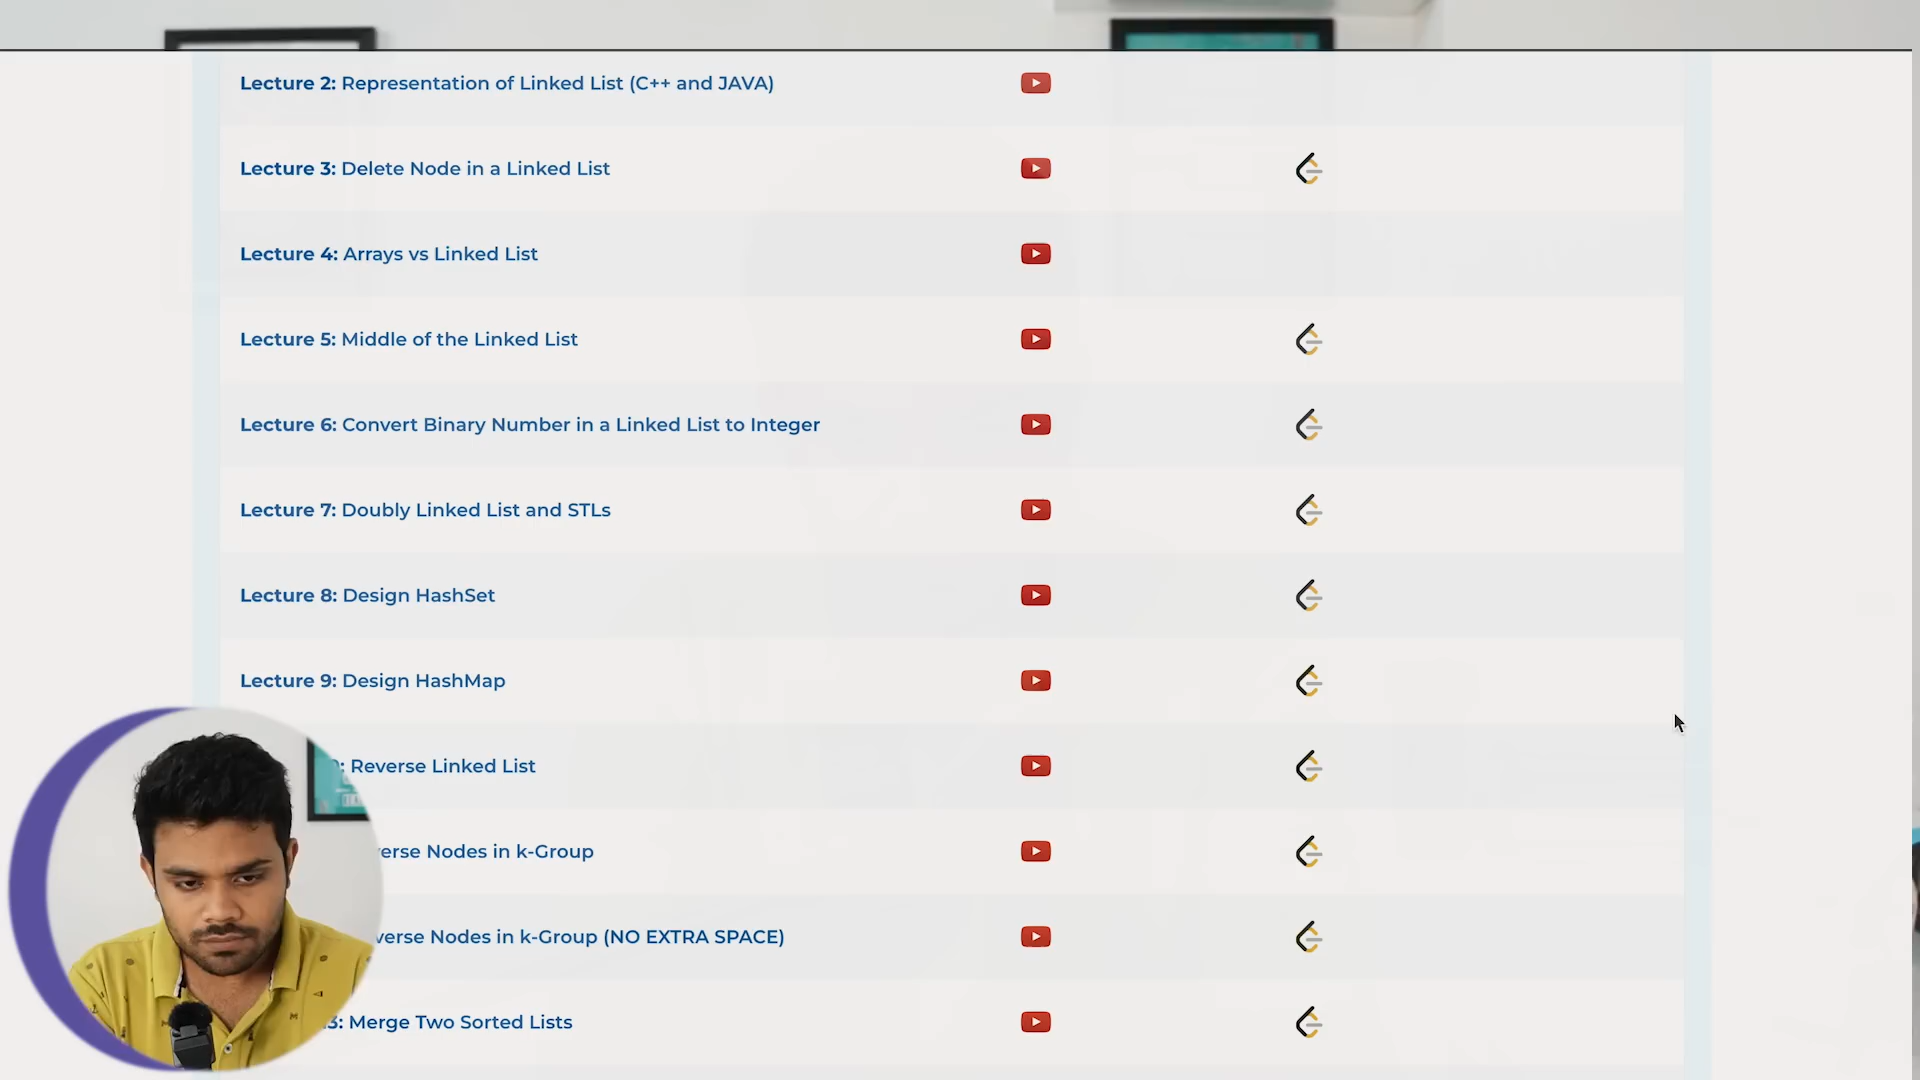 Lecture 2: Representation of Linked List (C++ and JAVA)
Lecture 3: Delete Node in a Linked List
Lecture 4: Arrays vs Linked List
Lecture 5: Middle of the Linked List
Lecture 6: Convert Binary Number in a Linked List to Integer
Lecture 7: Doubly Linked List and STLs
Lecture 8: Design HashSet
Lecture 9: Design HashMap
: Reverse Linked List
verse Nodes in k-Group
verse Nodes in k-Group (NO EXTRA SPACE)
3: Merge Two Sorted Lists